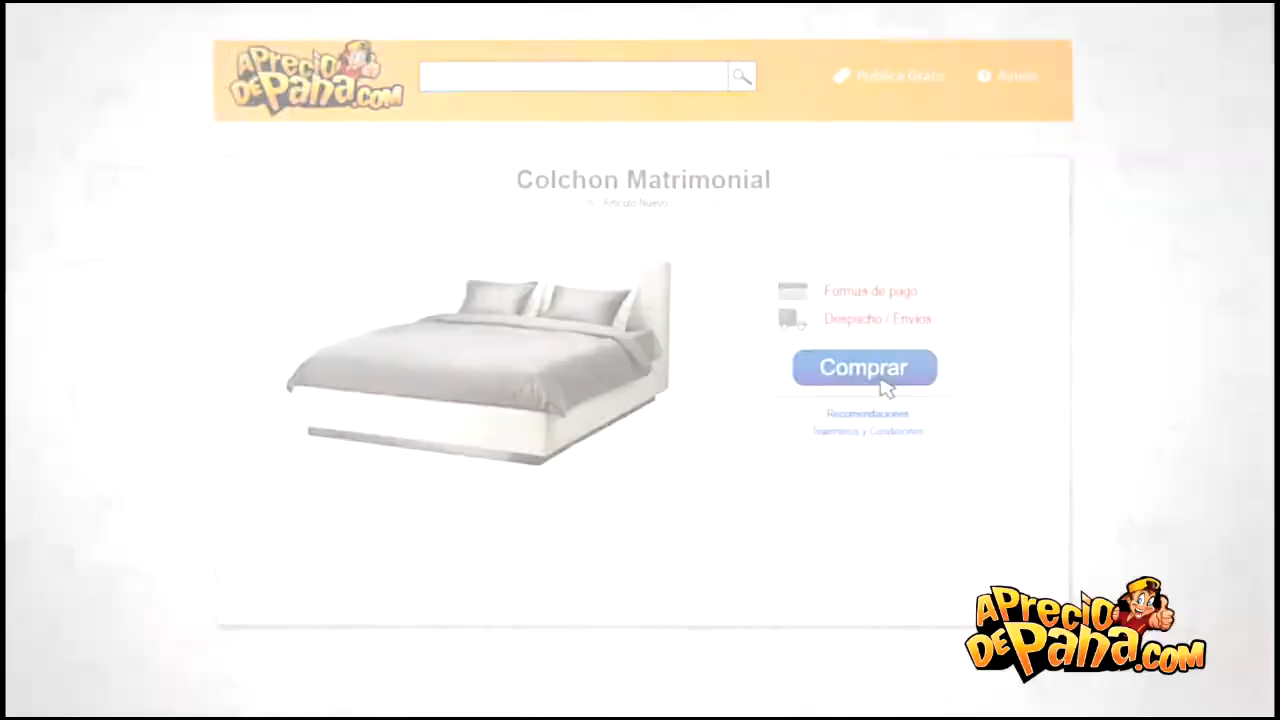 APrecio
DePana.com
Publica Gratis
Ayuda
Colchon Matrimonial
Articulo Nuevo
Formas de pago
Despacho / Envios
Comprar
Recomendaciones
y Condiciones
APrecio
DePana.com